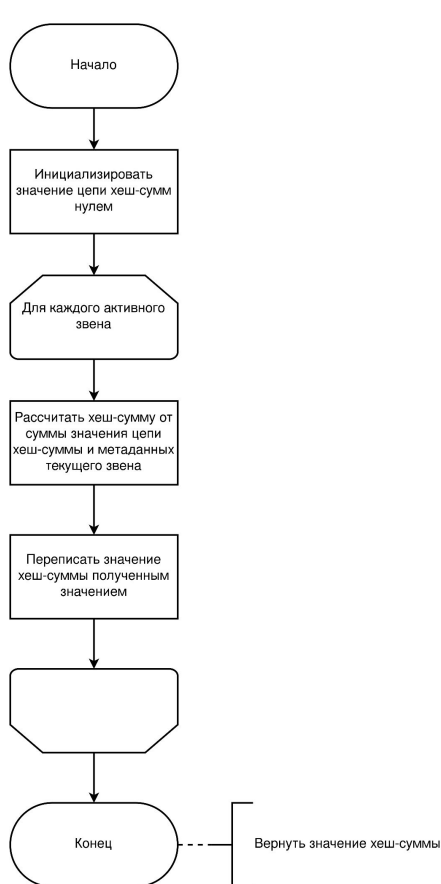 Начало
Инициализировать
значение цепи хеш-сумм
нулем
Для каждого активного
звена
Рассчитать хеш-сумму от
суммы значения цепи
хеш-суммы и метаданных
текущего звена
Переписать значение
хеш-суммы полученным
значением
Конец
Вернуть значение хеш-суммы